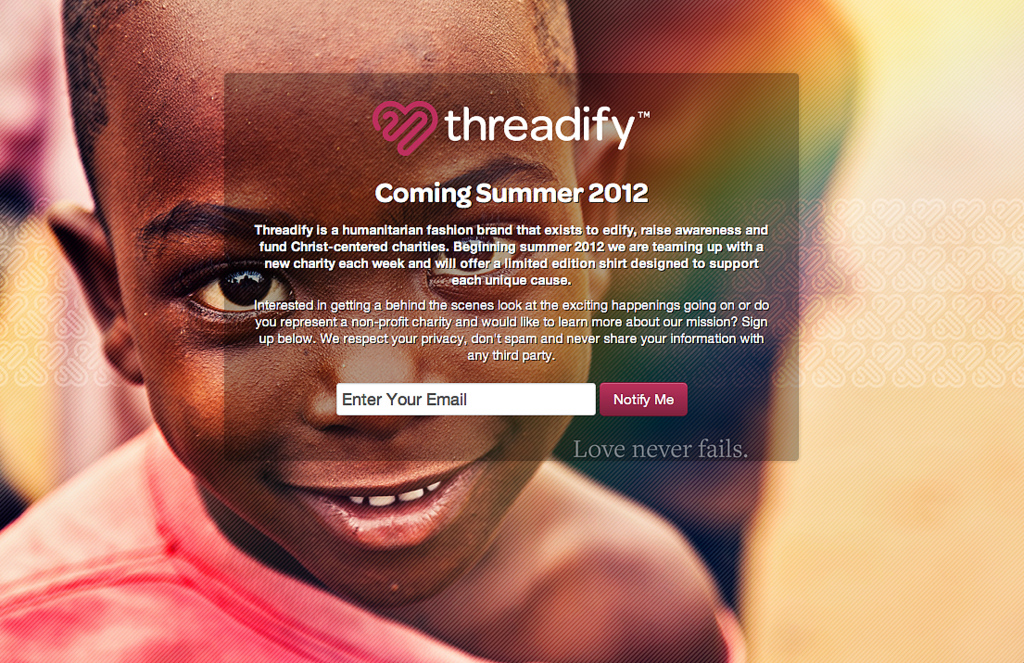 threadify™
Coming Summer 2012
Threadify is a humanitarian fashion brand that exists to edify, raise awareness and
fund Christ-centered charities. Beginning summer 2012 we are teaming up with a
new charity each week and will offer a limited edition shirt designed to support
each unique cause.
Interested in getting a behind the scenes look at the exciting happenings going on or do
you represent a non-profit charity and would like to learn more about our mission? Sign
up below. We respect your privacy, don't spam and never share your information with
any third party.
Enter Your Email Notify Me
Love never fails.